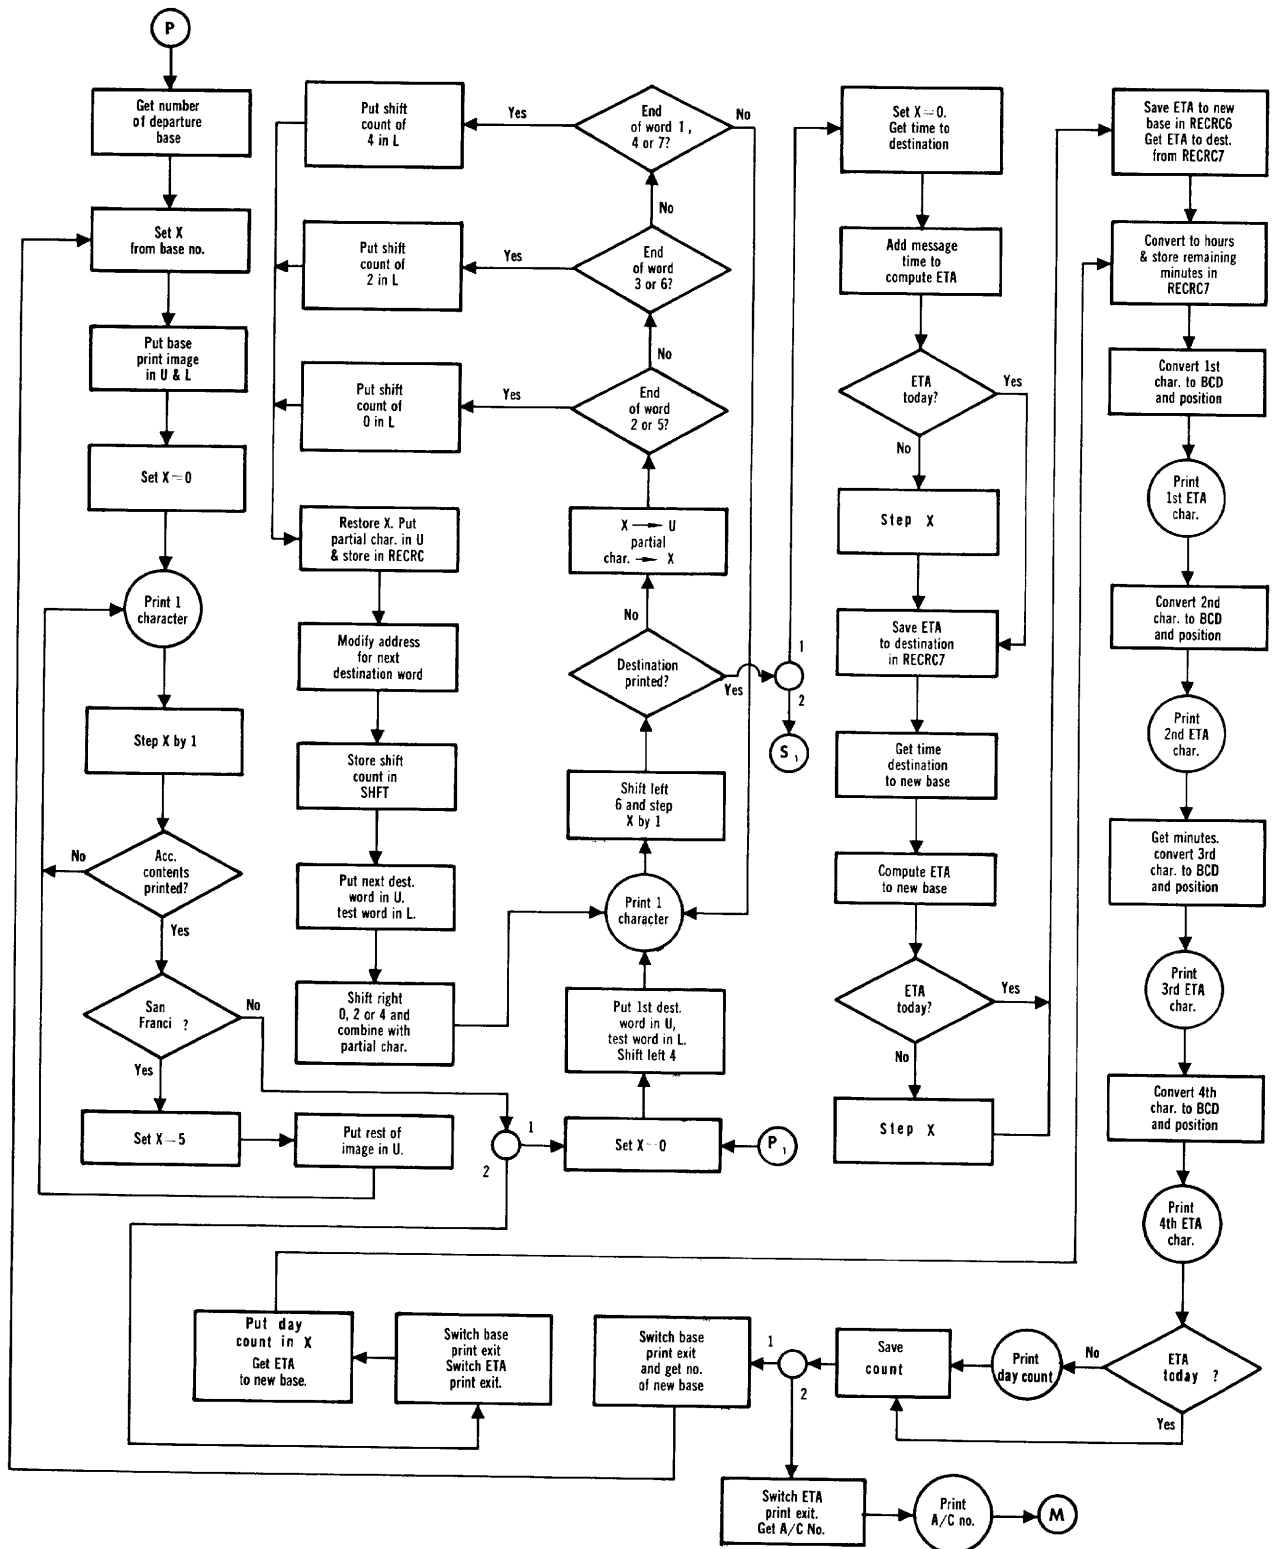 P
Get number
of departure
base
Set X
from base no.
Put base
print image
in U & L
Set X=0
Print 1
character
Step X by 1
No
Acc.
contents
printed?
Yes
San
Franci ?
No
Yes
Set X=5
Put rest of
image in U.
Put shift
count of
4 in L
Yes
End
of word 1,
4 or 7?
No
No
Put shift
count of
2 in L
Yes
End
of word
3 or 6?
No
Put shift
count of
0 in L
Yes
End
of word
2 or 5?
Restore X. Put
partial char. in U
& store in RECRC
X → U
partial
char. → X
No
Modify address
for next
destination word
Destination
printed?
Yes
1
2
S 1
Store shift
count in
SHFT
Shift left
6 and step
X by 1
Put next dest.
word in U.
test word in L.
Print 1
character
Shift right
0, 2 or 4 and
combine with
partial char.
Put 1st dest.
word in U,
test word in L.
Shift left 4
1
2
Set X=0
P 1
Set X=0.
Get time to
destination
Add message
time to
compute ETA
ETA
today?
Yes
No
Step X
Save ETA
to destination
in RECRC7
Get time
destination
to new base
Compute ETA
to new base
ETA
today?
Yes
No
Step X
Save ETA to new
base in RECRC6
Get ETA to dest.
from RECRC7
Convert to hours
& store remaining
minutes in
RECRC7
Convert 1st
char. to BCD
and position
Print
1st ETA
char.
Convert 2nd
char. to BCD
and position
Print
2nd ETA
char.
Get minutes.
convert 3rd
char. to BCD
and position
Print
3rd ETA
char.
Convert 4th
char. to BCD
and position
Print
4th ETA
char.
ETA
today ?
No
Yes
Print
day count
Save
count
1
2
Switch base
print exit
and get no.
of new base
Switch base
print exit
Switch ETA
print exit.
Put day
count in X
Get ETA
to new base.
Switch ETA
print exit.
Get A/C No.
Print
A/C no.
M